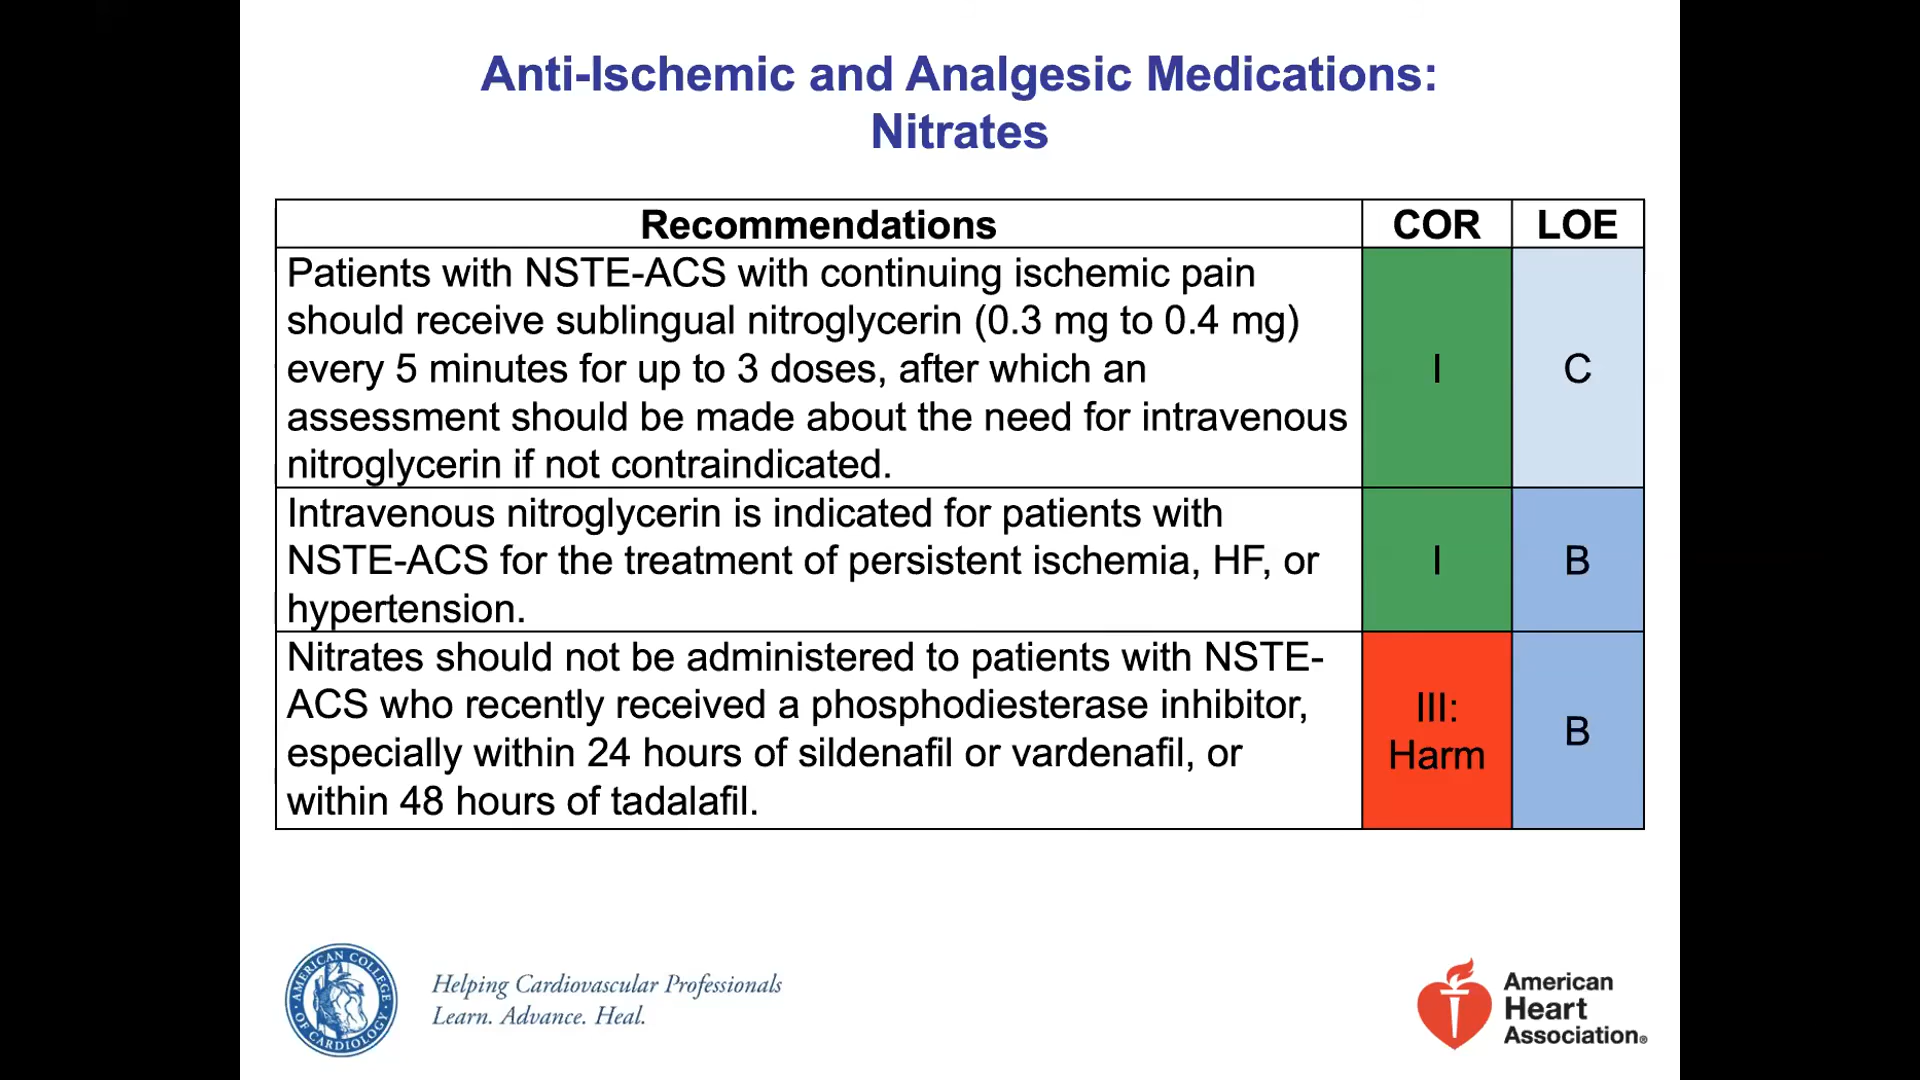 Anti-Ischemic and Analgesic Medications:
Nitrates
Recommendations COR LOE
Patients with NSTE-ACS with continuing ischemic pain
should receive sublingual nitroglycerin (0.3 mg to 0.4 mg)
every 5 minutes for up to 3 doses, after which an
assessment should be made about the need for intravenous
nitroglycerin if not contraindicated.
I
C
Intravenous nitroglycerin is indicated for patients with
NSTE-ACS for the treatment of persistent ischemia, HF, or
hypertension.
I
B
Nitrates should not be administered to patients with NSTE-
ACS who recently received a phosphodiesterase inhibitor,
especially within 24 hours of sildenafil or vardenafil, or
within 48 hours of tadalafil.
III:
Harm
B
AMERICAN COLLEGE OF CARDIOLOGY
Helping Cardiovascular Professionals
Learn. Advance. Heal.
American
Heart
Association®